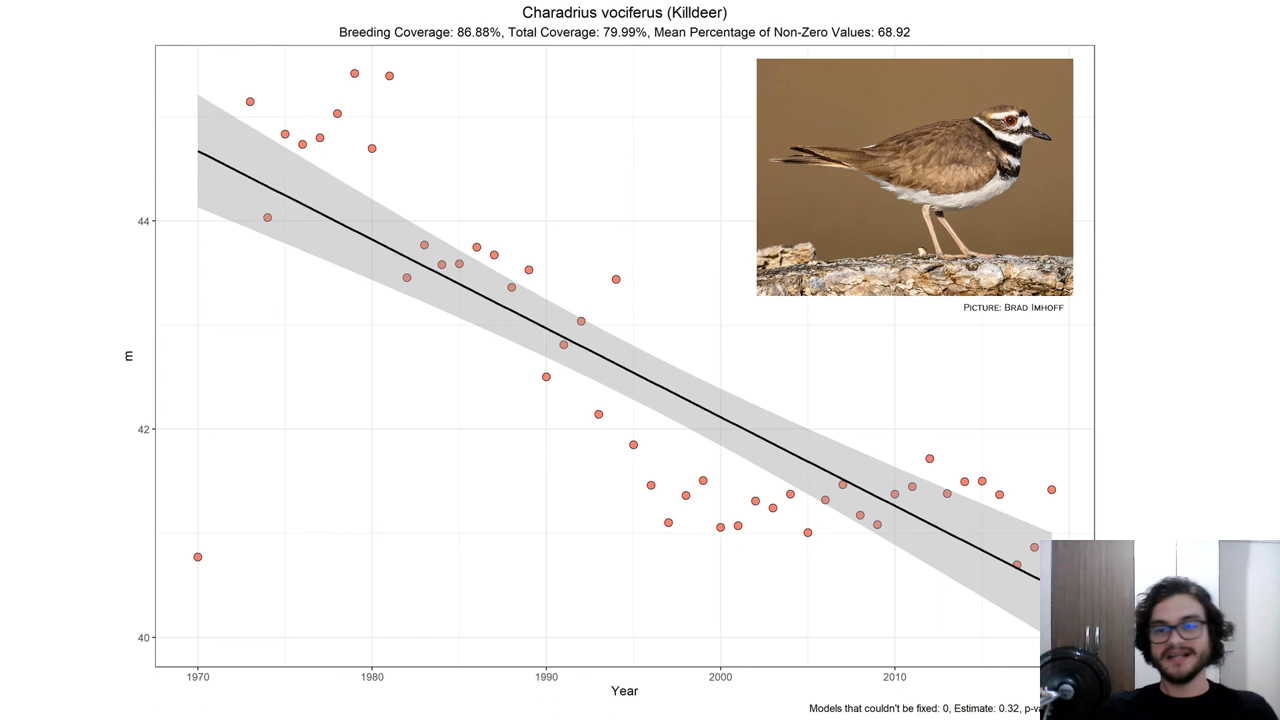 Charadrius vociferus (Killdeer)
Breeding Coverage: 86.88%, Total Coverage: 79.99%, Mean Percentage of Non-Zero Values: 68.92
PICTURE: BRAD IMHOFF
44
m
42
40
1970 1980 1990 2000 2010
Year
Models that couldn't be fixed: 0, Estimate: 0.32,